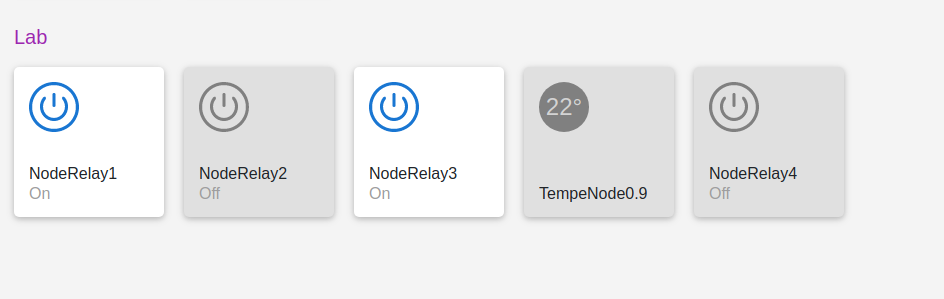 Lab
NodeRelay1
On
NodeRelay2
Off
NodeRelay3
On
22°
TempeNode0.9
NodeRelay4
Off